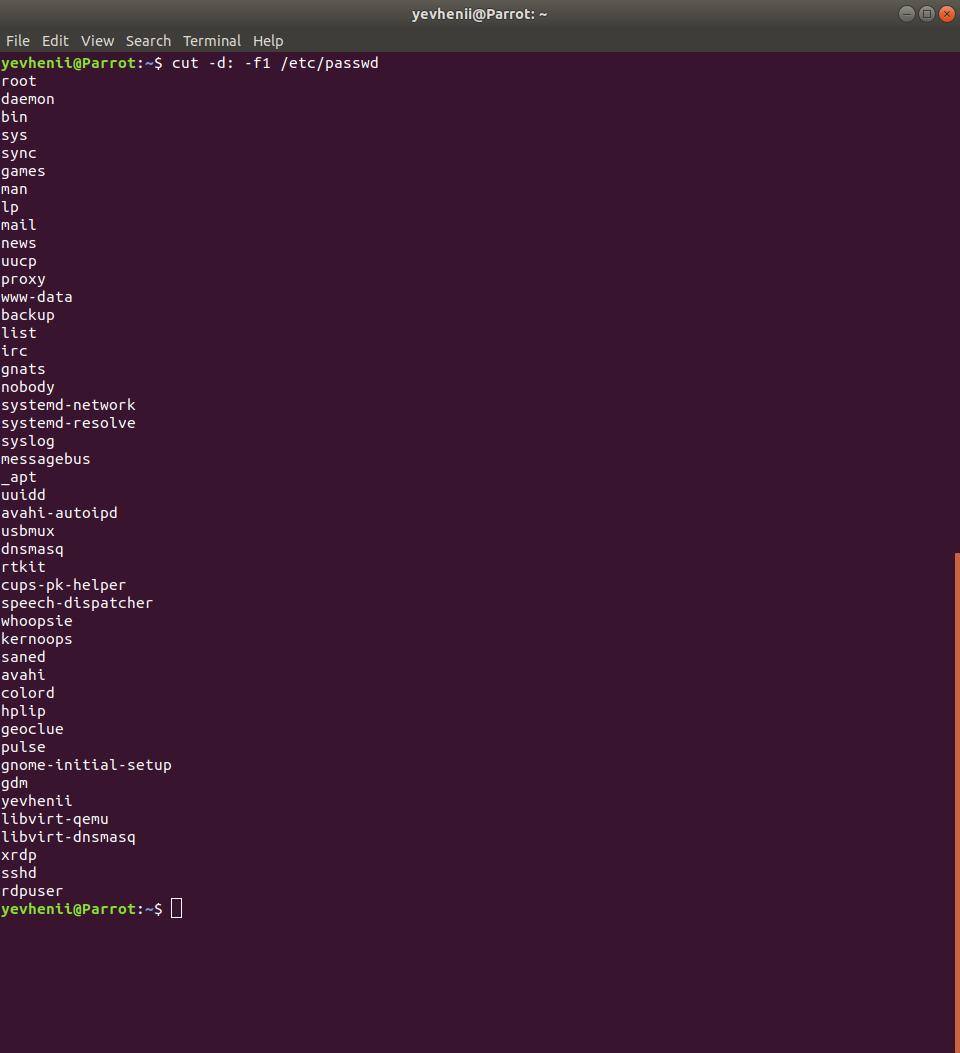 yevhenii@Parrot: ~
File Edit View Search Terminal Help
yevhenii@Parrot:~$ cut -d: -f1 /etc/passwd
root
daemon
bin
sys
sync
games
man
lp
mail
news
uucp
proxy
www-data
backup
list
irc
gnats
nobody
systemd-network
systemd-resolve
syslog
messagebus
_apt
uuidd
avahi-autoipd
usbmux
dnsmasq
rtkit
cups-pk-helper
speech-dispatcher
whoopsie
kernoops
saned
avahi
colord
hplip
geoclue
pulse
gnome-initial-setup
gdm
yevhenii
libvirt-qemu
libvirt-dnsmasq
xrdp
sshd
rdpuser
yevhenii@Parrot:~$